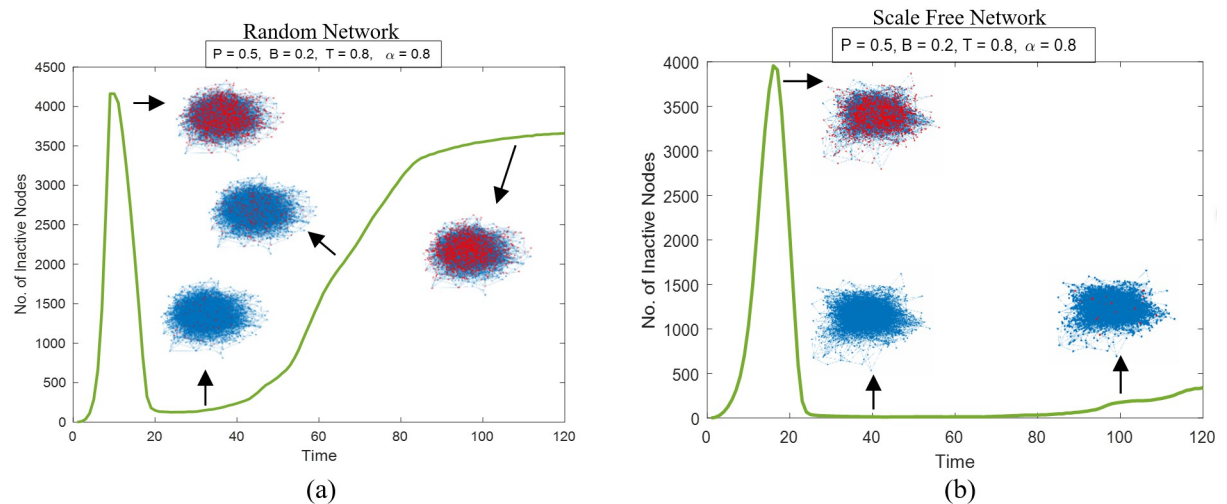 Random Network
P = 0.5, B = 0.2, T = 0.8, α = 0.8
4500
4000
3500
3000
2500
2000
1500
1000
500
0
No. of Inactive Nodes
0 20 40 60 80 100 120
Time
(a)
Scale Free Network
P = 0.5, B = 0.2, T = 0.8, α = 0.8
4000
3500
3000
2500
2000
1500
1000
500
0
No. of Inactive Nodes
0 20 40 60 80 100 120
Time
(b)